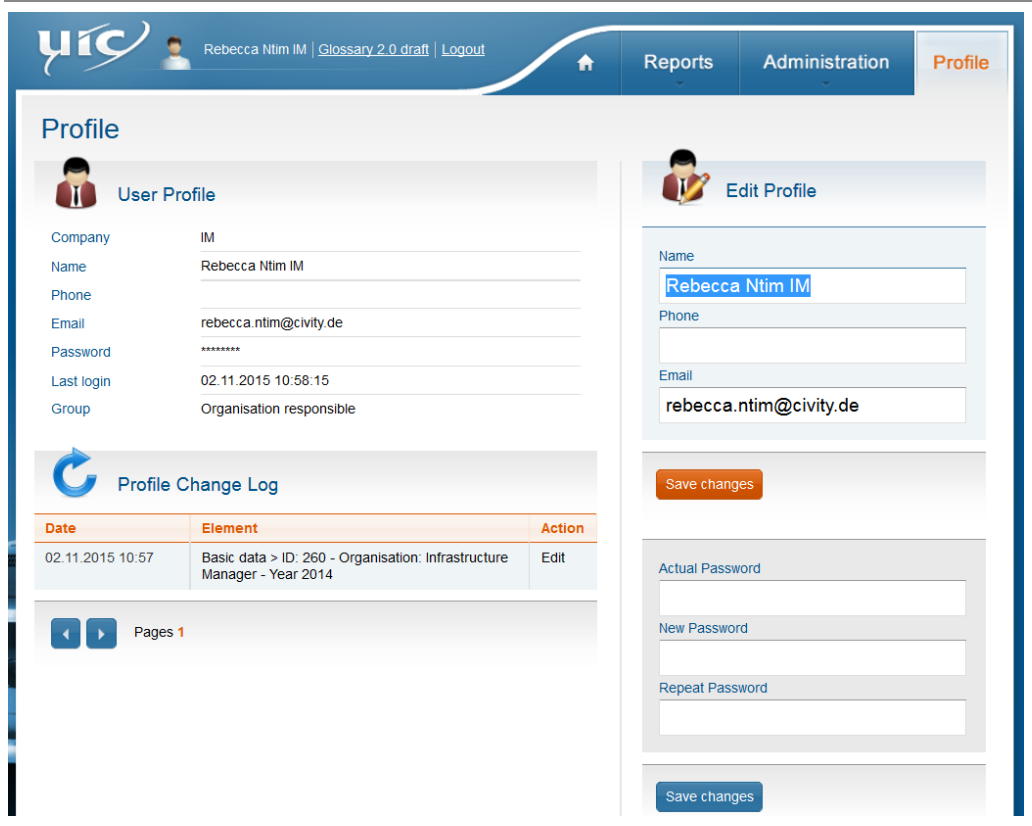 uic
Rebecca Ntim IM | Glossary 2.0 draft | Logout
Reports
Administration
Profile
Profile
User Profile
Company IM
Name Rebecca Ntim IM
Phone
Email rebecca.ntim@civity.de
Password ********
Last login 02.11.2015 10:58:15
Group Organisation responsible
Profile Change Log
Date Element Action
02.11.2015 10:57 Basic data > ID: 260 - Organisation: Infrastructure Edit
Manager - Year 2014
Pages 1
Edit Profile
Name
Rebecca Ntim IM
Phone
Email
rebecca.ntim@civity.de
Save changes
Actual Password
New Password
Repeat Password
Save changes